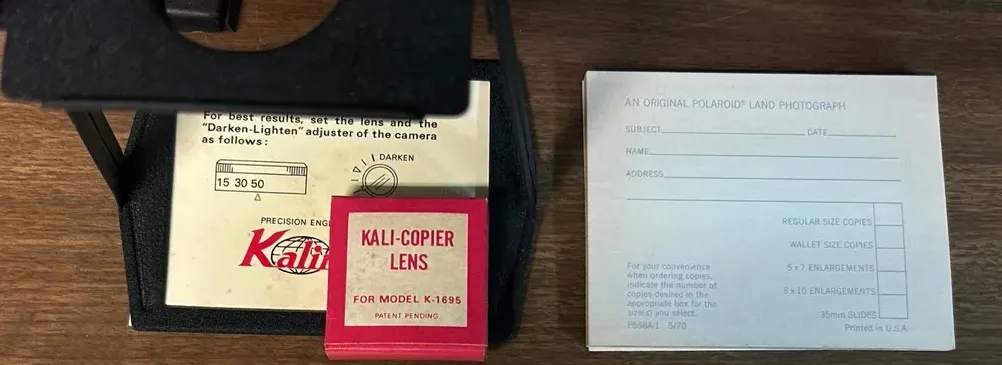 For best results, set the lens and the
"Darken-Lighten" adjuster of the camera
as follows:
DARKEN
15 30 50
PRECISION
KALI-COPIER
LENS
FOR MODEL K-1695
PATENT PENDING
AN ORIGINAL POLAROID® LAND PHOTOGRAPH
SUBJECT DATE
NAME
ADDRESS
REGULAR SIZE COPIES
WALLET SIZE COPIES
5 x 7 ENLARGEMENTS
8 x 10 ENLARGEMENTS
35mm SLIDES
For your convenience
when ordering copies,
indicate the number of
copies desired in the
appropriate box for the
size(s) you select.
P558A-1 5/70
Printed in U.S.A.